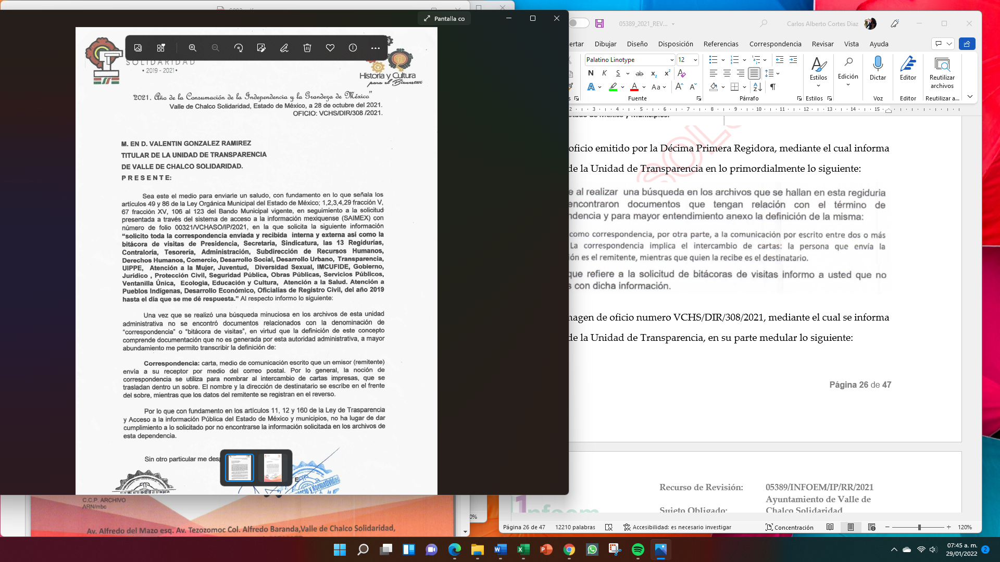 Pantalla co
SOLIDARIDAD
• 2019 - 2021 •
Historia y Cultura
para el Bienestar
"2021. Año de la Consumación de la Independencia y la Grandeza de México"
Valle de Chalco Solidaridad, Estado de México, a 28 de octubre del 2021.
OFICIO: VCHS/DIR/308 /2021.
M. EN D. VALENTIN GONZALEZ RAMIREZ
TITULAR DE LA UNIDAD DE TRANSPARENCIA
DE VALLE DE CHALCO SOLIDARIDAD.
P R E S E N T E:
Sea este el medio para enviarle un saludo, con fundamento en lo que señala los
artículos 49 y 86 de la Ley Orgánica Municipal del Estado de México; 1,2,3,4,29 fracción V,
67 fracción XV, 106 al 123 del Bando Municipal vigente, en seguimiento a la solicitud
presentada a través del sistema de acceso a la información mexiquense (SAIMEX) con
número de folio 00321/VCHASO/IP/2021, en la que solicita la siguiente información
“solicito toda la correspondencia enviada y recibida interna y externa así como la
bitácora de visitas de Presidencia, Secretaria, Sindicatura, las 13 Regidurías,
Contraloría, Tesorería, Administración, Subdirección de Recursos Humanos,
Derechos Humanos, Comercio, Desarrollo Social, Desarrollo Urbano, Transparencia,
UIPPE, Atención a la Mujer, Juventud, Diversidad Sexual, IMCUFIDE, Gobierno,
Jurídico , Protección Civil, Seguridad Pública, Obras Públicas, Servicios Públicos,
Ventanilla Única, Ecologia, Educación y Cultura, Atención a la Salud. Atención a
Pueblos Indígenas, Desarrollo Económico, Oficialías de Registro Civil, del año 2019
hasta el día que se me dé respuesta.” Al respecto informo lo siguiente:
Una vez que se realizó una búsqueda minuciosa en los archivos de esta unidad
administrativa no se encontró documentos relacionados con la denominación de
“correspondencia” o “bitácora de visitas”, en virtud que la definición de este concepto
comprende documentación que no es generada por esta autoridad administrativa, a mayor
abundamiento me permito transcribir la definición de:
Correspondencia: carta, medio de comunicación escrito que un emisor (remitente)
envía a su receptor por medio del correo postal. Por lo general, la noción de
correspondencia se utiliza para nombrar al intercambio de cartas impresas, que se
trasladan dentro un sobre. El nombre y la dirección de destinatario se escribe en el frente
del sobre, mientras que los datos del remitente se registran en el reverso.
Por lo que con fundamento en los artículos 11, 12 y 160 de la Ley de Trasparencia
y Acceso a la información Pública del Estado de México y municipios, no ha lugar de dar
cumplimiento a lo solicitado por no encontrarse la información solicitada en los archivos de
esta dependencia.
Sin otro particular me desp
C.C.P. ARCHIVO
ARN/mbc
Av. Alfredo del Mazo esq. Av. Tezozomoc Col. Alfredo Baranda,Valle de Chalco Solidaridad,
0%
05389_2021_REV...
Carlos Alberto Cortes Diaz
ertar Dibujar Diseño Disposición Referencias Correspondencia Revisar Vista Ayuda
Palatino Linotype 12
N K S ab x₂ x²
A A Aa A A
Fuente Párrafo Estilos Voz Editor Reutilizar a...
Estilos Edición Dictar Editor Reutilizar archivos
2 3 4 5 6 7 8 9 10 11 12 13 14 15
stado de México y Municipios.
SOL
oficio emitido por la Décima Primera Regidora, mediante el cual informa
de la Unidad de Transparencia en lo primordialmente lo siguiente:
e al realizar una búsqueda en los archivos que se hallan en esta regiduria
encontraron documentos que tengan relación con el término de
ndencia y para mayor entendimiento anexo la definición de la misma:
como correspondencia, por otra parte, a la comunicación por escrito entre dos o más
La correspondencia implica el intercambio de cartas: la persona que envía la
ión es el remitente, mientras que quien la recibe es el destinatario.
que refiere a la solicitud de bitácoras de visitas informo a usted que no
s con dicha información.
magen de oficio numero VCHS/DIR/308/2021, mediante el cual se informa
de la Unidad de Transparencia, en su parte medular lo siguiente:
Página 26 de 47
Recurso de Revisión: 05389/INFOEM/IP/RR/2021
Ayuntamiento de Valle de
Sujeto Obligado: Chalco Solidaridad
Infoem
Página 26 de 47 12210 palabras Accesibilidad: es necesario investigar Concentración 120%
07:45 a. m.
29/01/2022
2